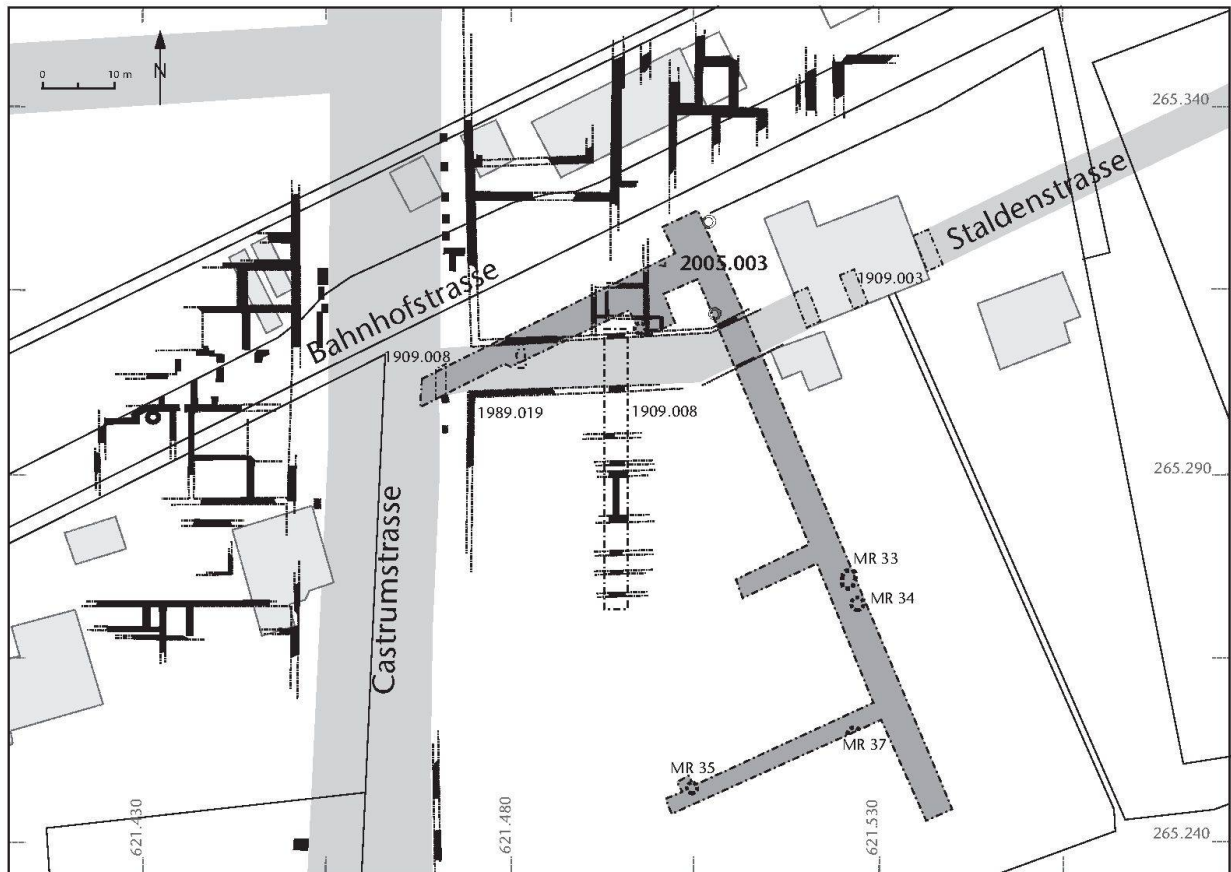 0 10 m
N
265.340
Staldenstrasse
2005.003
1909.003
Bahnhofstrasse
1909.008
1989.019
1909.008
265.290
Castrumstrasse
MR 33
MR 34
MR 37
MR 35
621.430
621.480
621.530
265.240